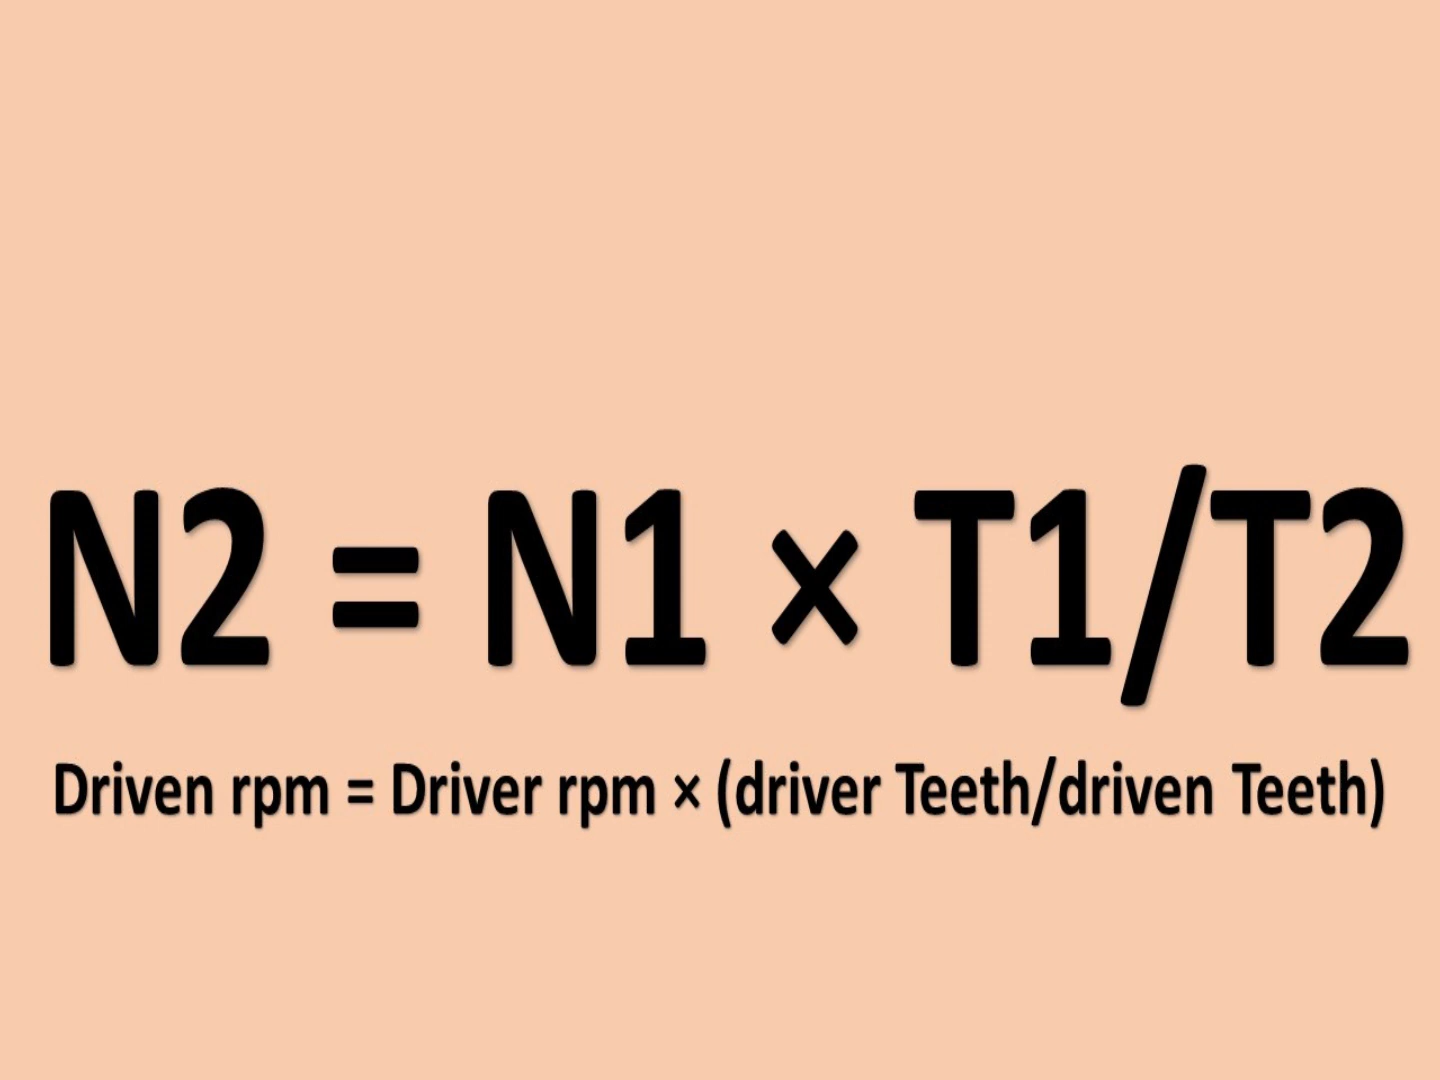 N2 = N1 × T1/T2
Driven rpm = Driver rpm × (driver Teeth/driven Teeth)